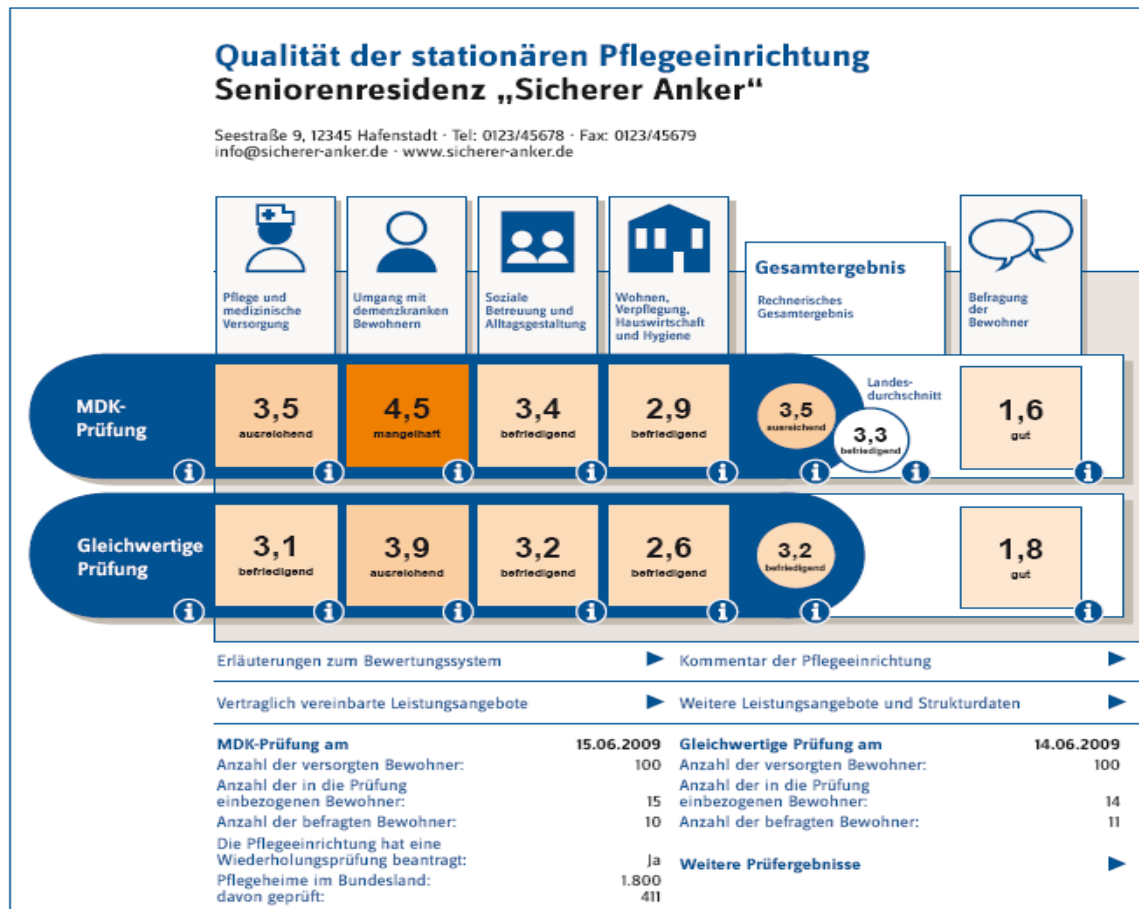 Qualität der stationären Pflegeeinrichtung
Seniorenresidenz „Sicherer Anker“
Seestraße 9, 12345 Hafenstadt · Tel: 0123/45678 · Fax: 0123/45679
info@sicherer-anker.de · www.sicherer-anker.de
Pflege und
medizinische
Versorgung
Umgang mit
demenzkranken
Bewohnern
Soziale
Betreuung und
Alltagsgestaltung
Wohnen,
Verpflegung,
Hauswirtschaft
und Hygiene
Gesamtergebnis
Rechnerisches
Gesamtergebnis
Befragung
der
Bewohner
MDK-
Prüfung
3,5
ausreichend
4,5
mangelhaft
3,4
befriedigend
2,9
befriedigend
3,5
ausreichend
Landes-
durchschnitt
3,3
befriedigend
1,6
gut
i i i i i i i i
Gleichwertige
Prüfung
3,1
befriedigend
3,9
ausreichend
3,2
befriedigend
2,6
befriedigend
3,2
befriedigend
1,8
gut
i i i i i i i
Erläuterungen zum Bewertungssystem
Kommentar der Pflegeeinrichtung
Vertraglich vereinbarte Leistungsangebote
Weitere Leistungsangebote und Strukturdaten
MDK-Prüfung am 15.06.2009
Anzahl der versorgten Bewohner: 100
Anzahl der in die Prüfung
einbezogenen Bewohner: 15
Anzahl der befragten Bewohner: 10
Die Pflegeeinrichtung hat eine
Wiederholungsprüfung beantragt: Ja
Pflegeheime im Bundesland: 1.800
davon geprüft: 411
Gleichwertige Prüfung am 14.06.2009
Anzahl der versorgten Bewohner: 100
Anzahl der in die Prüfung
einbezogenen Bewohner: 14
Anzahl der befragten Bewohner: 11
Weitere Prüfergebnisse